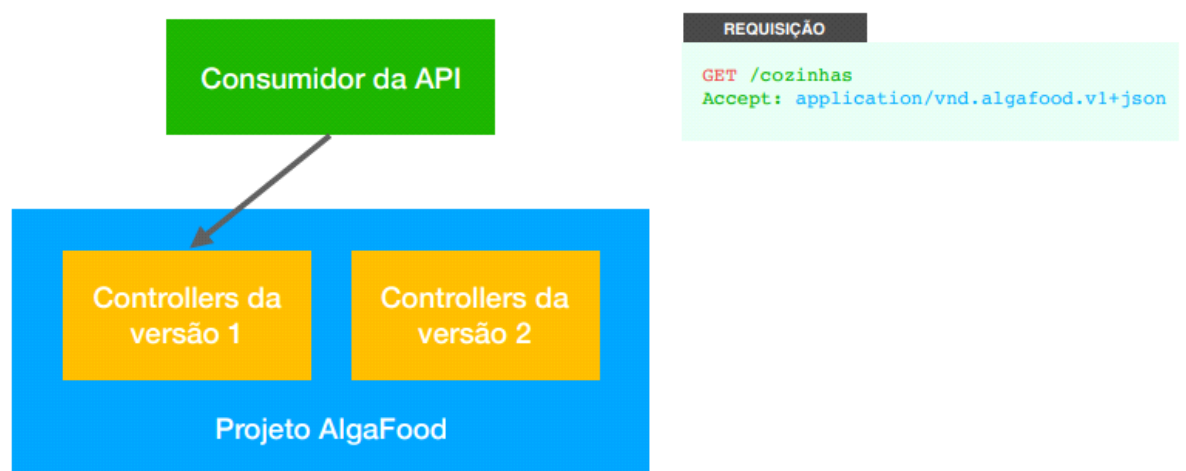 Consumidor da API
REQUISIÇÃO
GET /cozinhas
Accept: application/vnd.algafood.v1+json
Controllers da
versão 1
Controllers da
versão 2
Projeto AlgaFood